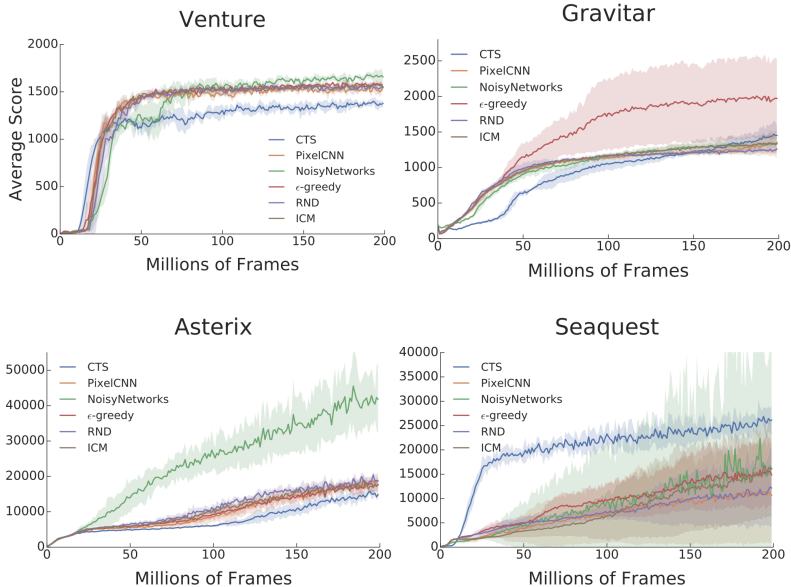 Venture
Average Score
2000
1500
1000
500
0
CTS
PixelCNN
NoisyNetworks
ϵ-greedy
RND
ICM
0 50 100 150 200
Millions of Frames
Gravitar
2500
2000
1500
1000
500
0
CTS
PixelCNN
NoisyNetworks
ϵ-greedy
RND
ICM
0 50 100 150 200
Millions of Frames
Asterix
50000
40000
30000
20000
10000
0
CTS
PixelCNN
NoisyNetworks
ϵ-greedy
RND
ICM
0 50 100 150 200
Millions of Frames
Seaquest
40000
35000
30000
25000
20000
15000
10000
5000
0
CTS
PixelCNN
NoisyNetworks
ϵ-greedy
RND
ICM
0 50 100 150 200
Millions of Frames